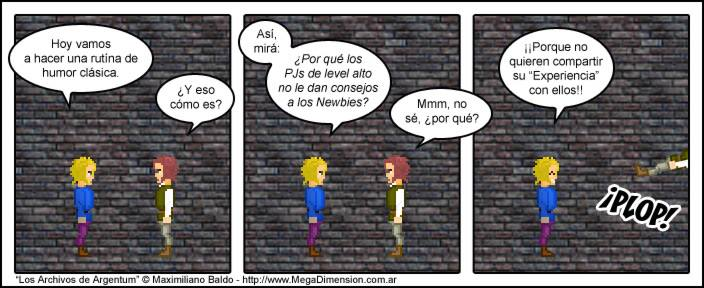 Hoy vamos
a hacer una rutina de
humor clásica.
¿Y eso
cómo es?
Así,
mirá:
¿Por qué los
PJs de level alto
no le dan consejos
a los Newbies?
Mmm, no
sé, ¿por qué?
¡¡Porque no
quieren compartir
su “Experiencia”
con ellos!!
¡PLOP!
“Los Archivos de Argentum” © Maximiliano Baldo - http://www.MegaDimension.com.ar